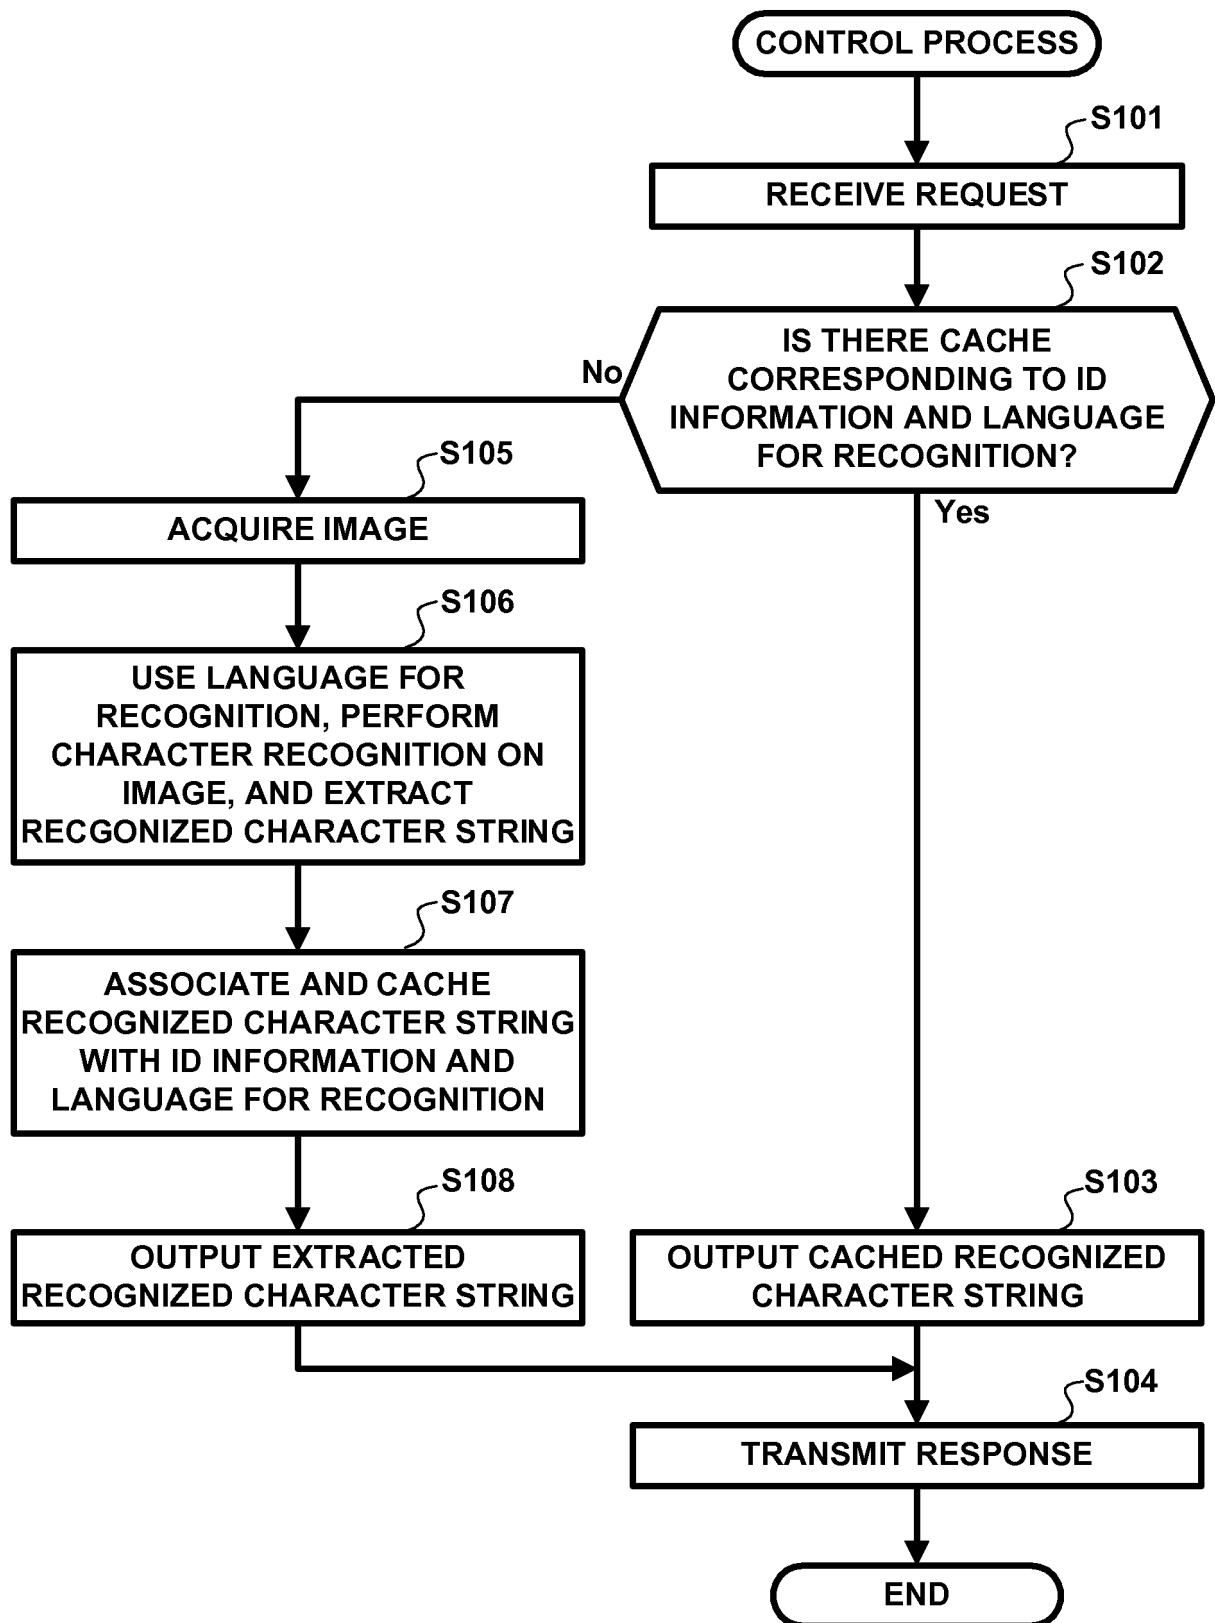 CONTROL PROCESS
S101
RECEIVE REQUEST
S102
IS THERE CACHE
CORRESPONDING TO ID
INFORMATION AND LANGUAGE
FOR RECOGNITION?
No
Yes
S105
ACQUIRE IMAGE
S106
USE LANGUAGE FOR
RECOGNITION, PERFORM
CHARACTER RECOGNITION ON
IMAGE, AND EXTRACT
RECGONIZED CHARACTER STRING
S107
ASSOCIATE AND CACHE
RECOGNIZED CHARACTER STRING
WITH ID INFORMATION AND
LANGUAGE FOR RECOGNITION
S108
OUTPUT EXTRACTED
RECOGNIZED CHARACTER STRING
S103
OUTPUT CACHED RECOGNIZED
CHARACTER STRING
S104
TRANSMIT RESPONSE
END